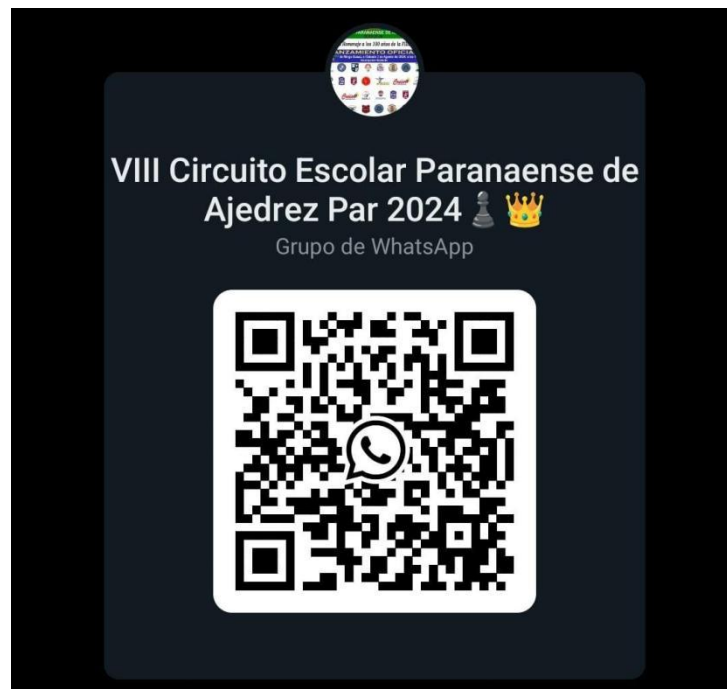 VIII Circuito Escolar Paranaense de
Ajedrez Par 2024♟️👑
Grupo de WhatsApp